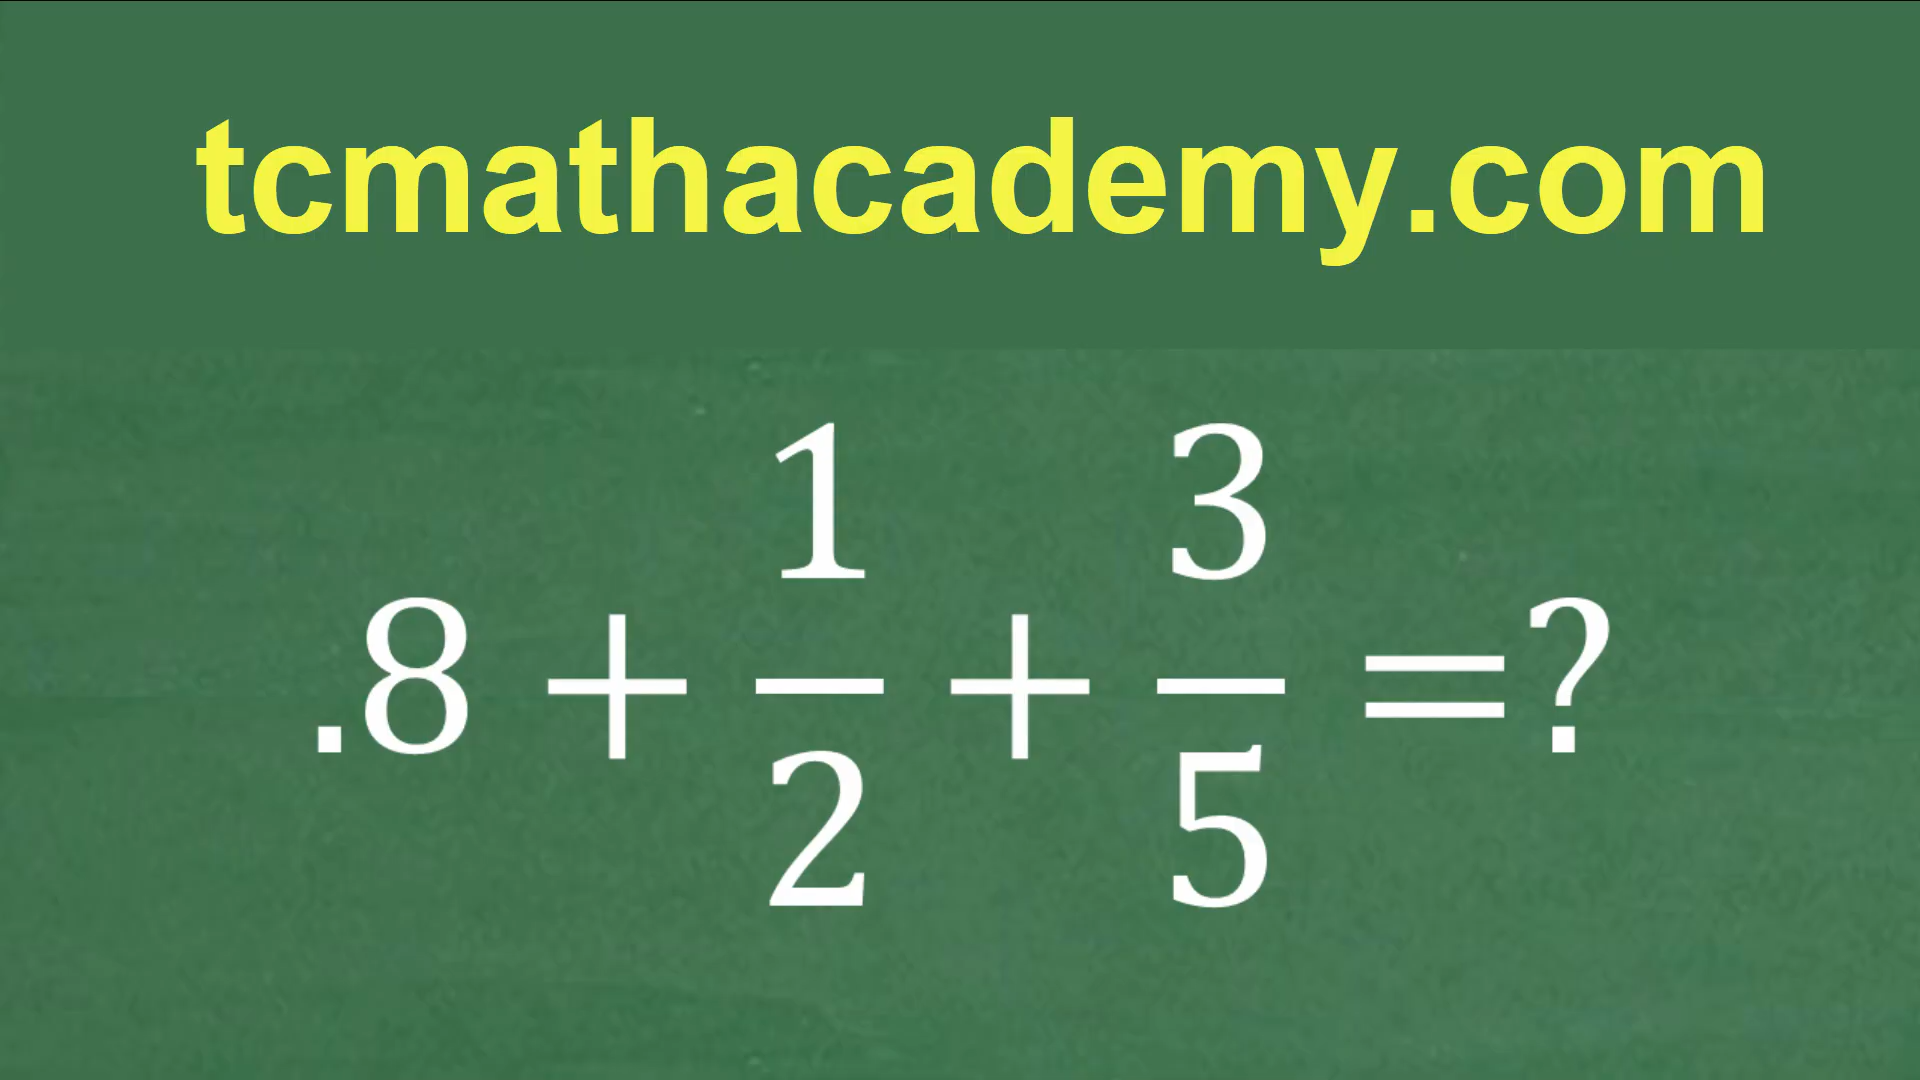 tcmathacademy.com
.8 + 1/2 + 3/5 =?